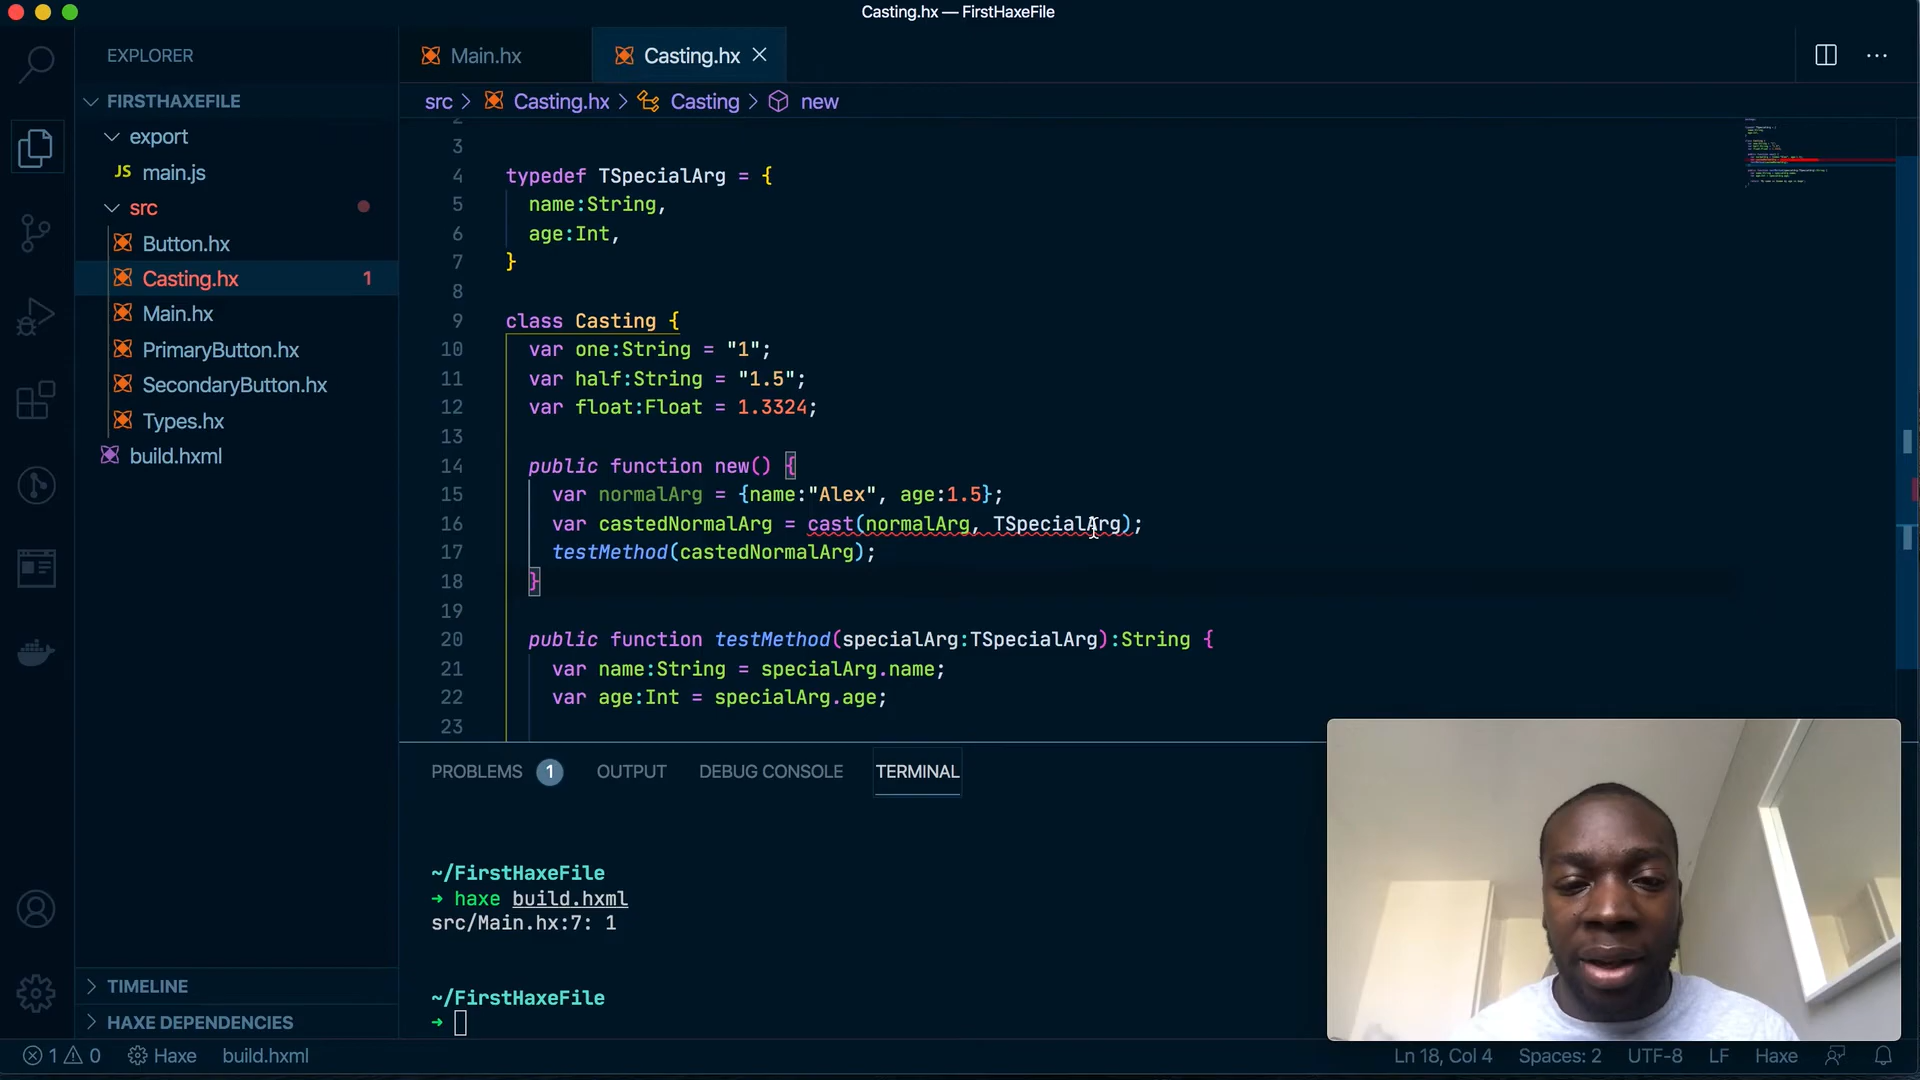 Casting.hx — FirstHaxeFile
EXPLORER
FIRSTHAXEFILE
export
JS main.js
src
Button.hx
Casting.hx 1
Main.hx
PrimaryButton.hx
SecondaryButton.hx
Types.hx
build.hxml
TIMELINE
HAXE DEPENDENCIES
Main.hx
Casting.hx
src > Casting.hx > Casting > new
2
3
4 typedef TSpecialArg = {
5 name:String,
6 age:Int,
7 }
8
9 class Casting {
10 var one:String = "1";
11 var half:String = "1.5";
12 var float:Float = 1.3324;
13
14 public function new() {
15 var normalArg = {name:"Alex", age:1.5};
16 var castedNormalArg = cast(normalArg, TSpecialArg);
17 testMethod(castedNormalArg);
18 }
19
20 public function testMethod(specialArg:TSpecialArg):String {
21 var name:String = specialArg.name;
22 var age:Int = specialArg.age;
23
PROBLEMS 1 OUTPUT DEBUG CONSOLE TERMINAL
~/FirstHaxeFile
→ haxe build.hxml
src/Main.hx:7: 1
~/FirstHaxeFile
→
1 0 Haxe build.hxml Ln 18, Col 4 Spaces: 2 UTF-8 LF Haxe